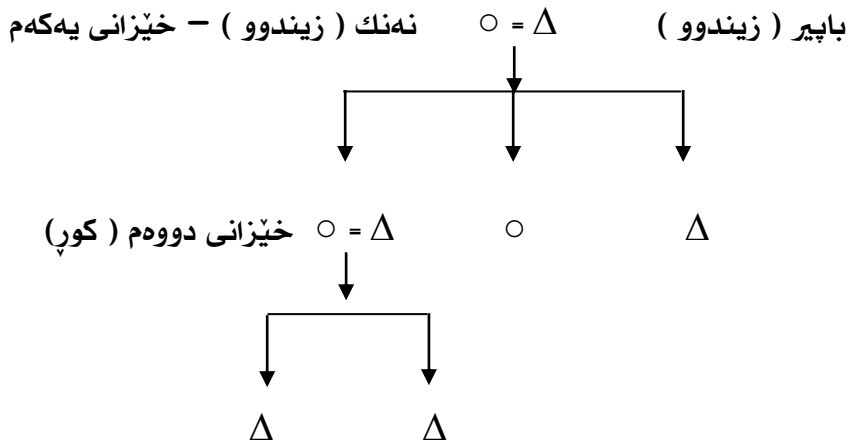 باپیر ( زیندوو ) ○ = Δ نەنك ( زیندوو ) – خێزانی یەكەم
Δ ○ ○ = Δ خێزانی دووەم ( كوڕ)
Δ Δ